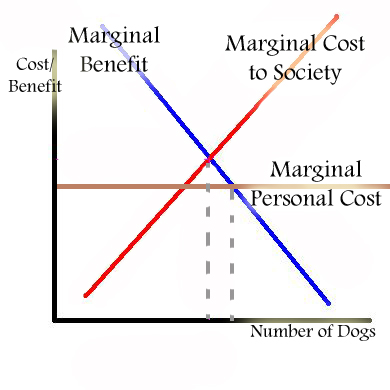 Marginal
Benefit
Marginal Cost
to Society
Cost/
Benefit
Marginal
Personal Cost
Number of Dogs